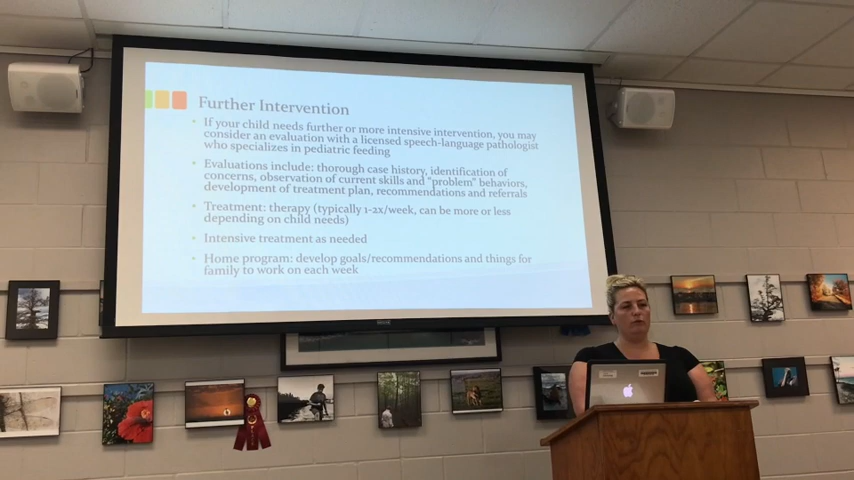 Further Intervention
If your child needs further or more intensive intervention, you may
consider an evaluation with a licensed speech-language pathologist
who specializes in pediatric feeding
Evaluations include: thorough case history, identification of
concerns, observation of current skills and "problem" behaviors,
development of treatment plan, recommendations and referrals
Treatment: therapy (typically 1-2x/week, can be more or less
depending on child needs)
Intensive treatment as needed
Home program: develop goals/recommendations and things for
family to work on each week